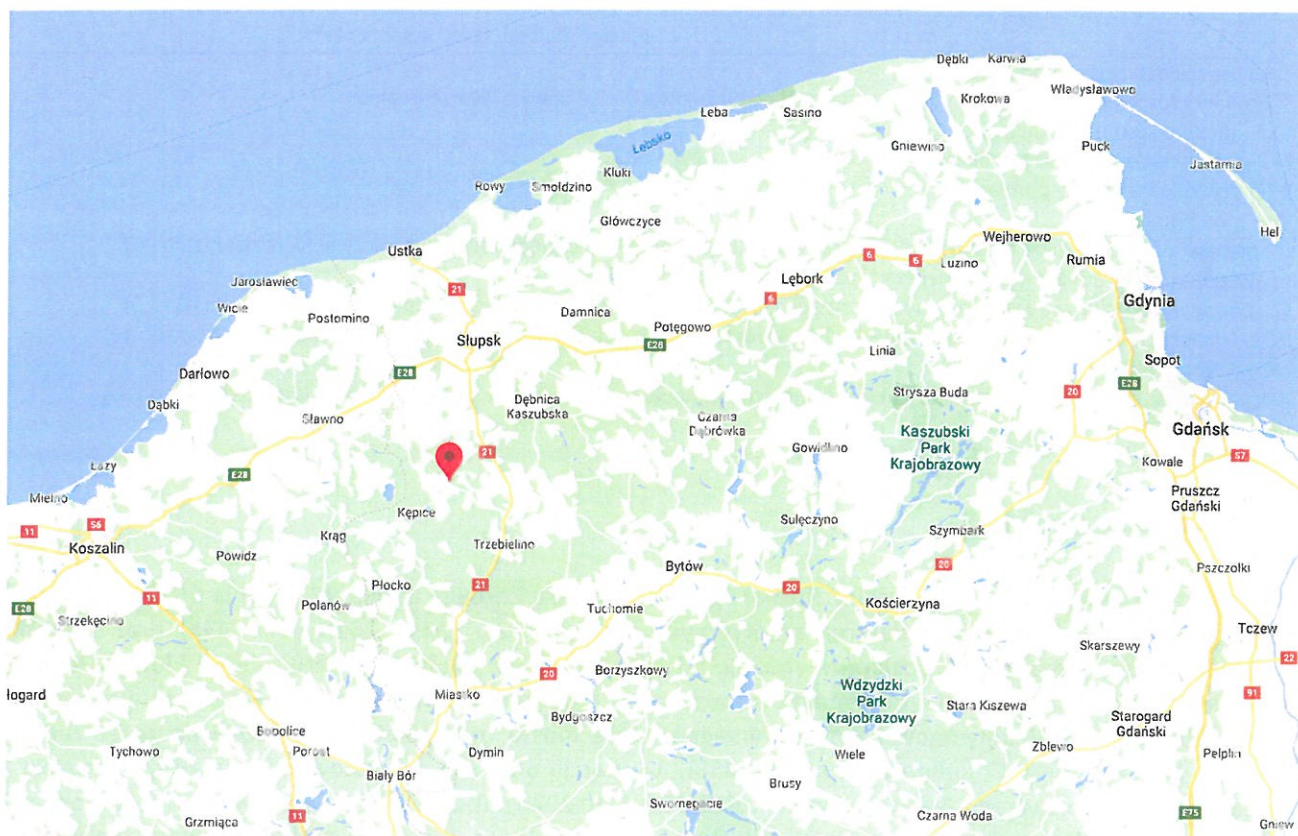 Dębki
Karwia
Władysławowo
Krokowa
Łeba
Sasino
Łebsko
Gniewino
Puck
Jastarnia
Kluki
Rowy
Smołdzino
Główczyce
Hel
Ustka
Wejherowo
6
6
Luzino
Rumia
Jarosławiec
21
Lębork
6
Gdynia
Wicie
Postomino
Damnica
Potęgowo
Słupsk
E28
Linia
Sopot
E28
Darłowo
Strysza Buda
20
E28
Dąbki
Dębnica
Kaszubska
Sławno
Czarna
Dąbrówka
Kaszubski
Park
Krajobrazowy
Gdańsk
Gowidlino
21
Łazy
E28
Kowale
S7
Mielno
Pruszcz
Gdański
Kępice
Sulęczyno
Szymbark
11
S6
Koszalin
Krąg
Trzebielino
Powidz
Bytów
20
Pszczółki
Płocko
21
20
Kościerzyna
E28
11
Polanów
Tuchomie
Strzekęcino
Tczew
Skarszewy
22
20
Borzyszkowy
łogard
Miastko
Wdzydzki
Park
Krajobrazowy
91
Stara Kiszewa
Bydgoszcz
Starogard
Gdański
Bobolice
Tychowo
Porost
Dymin
Wiele
Zblewo
Pelplin
Biały Bór
Brusy
Swornegacie
11
Grzmiąca
Czarna Woda
E75
Gniew